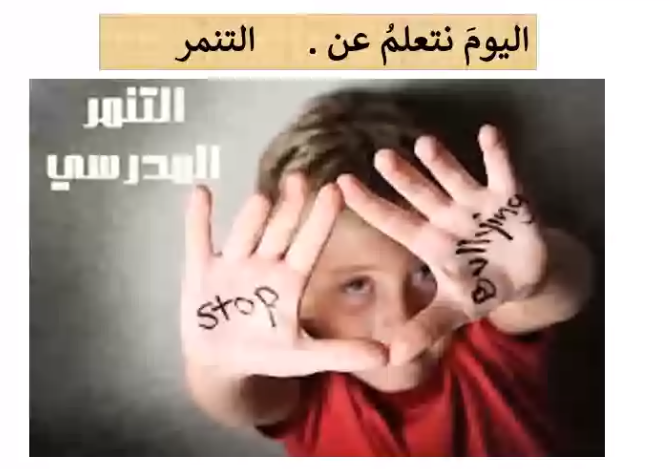 اليومَ نتعلمُ عن . التنمر
التنمر
المدرسي
stop
Bullying